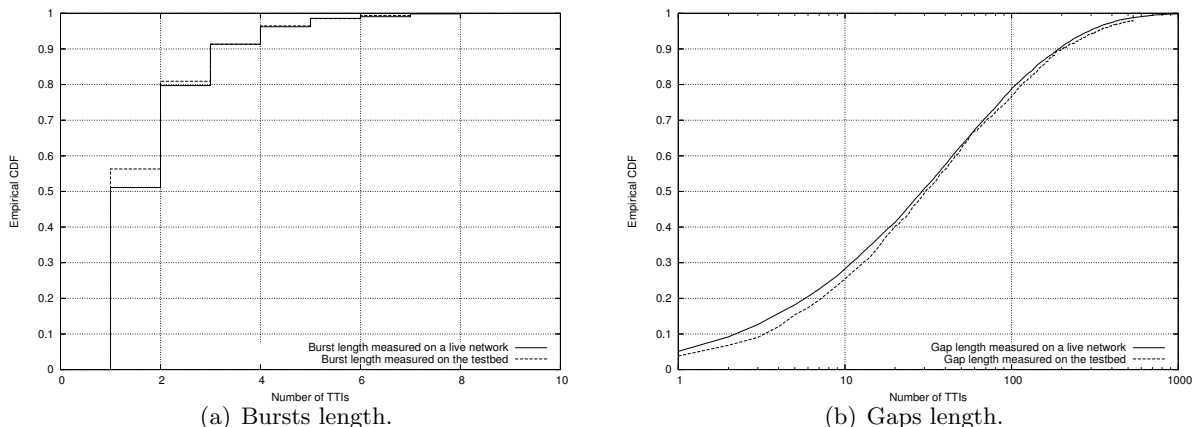 1
0.9
0.8
0.7
0.6
0.5
0.4
0.3
0.2
0.1
0
Empirical CDF
Burst length measured on a live network
Burst length measured on the testbed
0 2 4 6 8 10
Number of TTIs
(a) Bursts length.
1
0.9
0.8
0.7
0.6
0.5
0.4
0.3
0.2
0.1
0
Empirical CDF
Gap length measured on a live network
Gap length measured on the testbed
1 10 100 1000
Number of TTIs
(b) Gaps length.